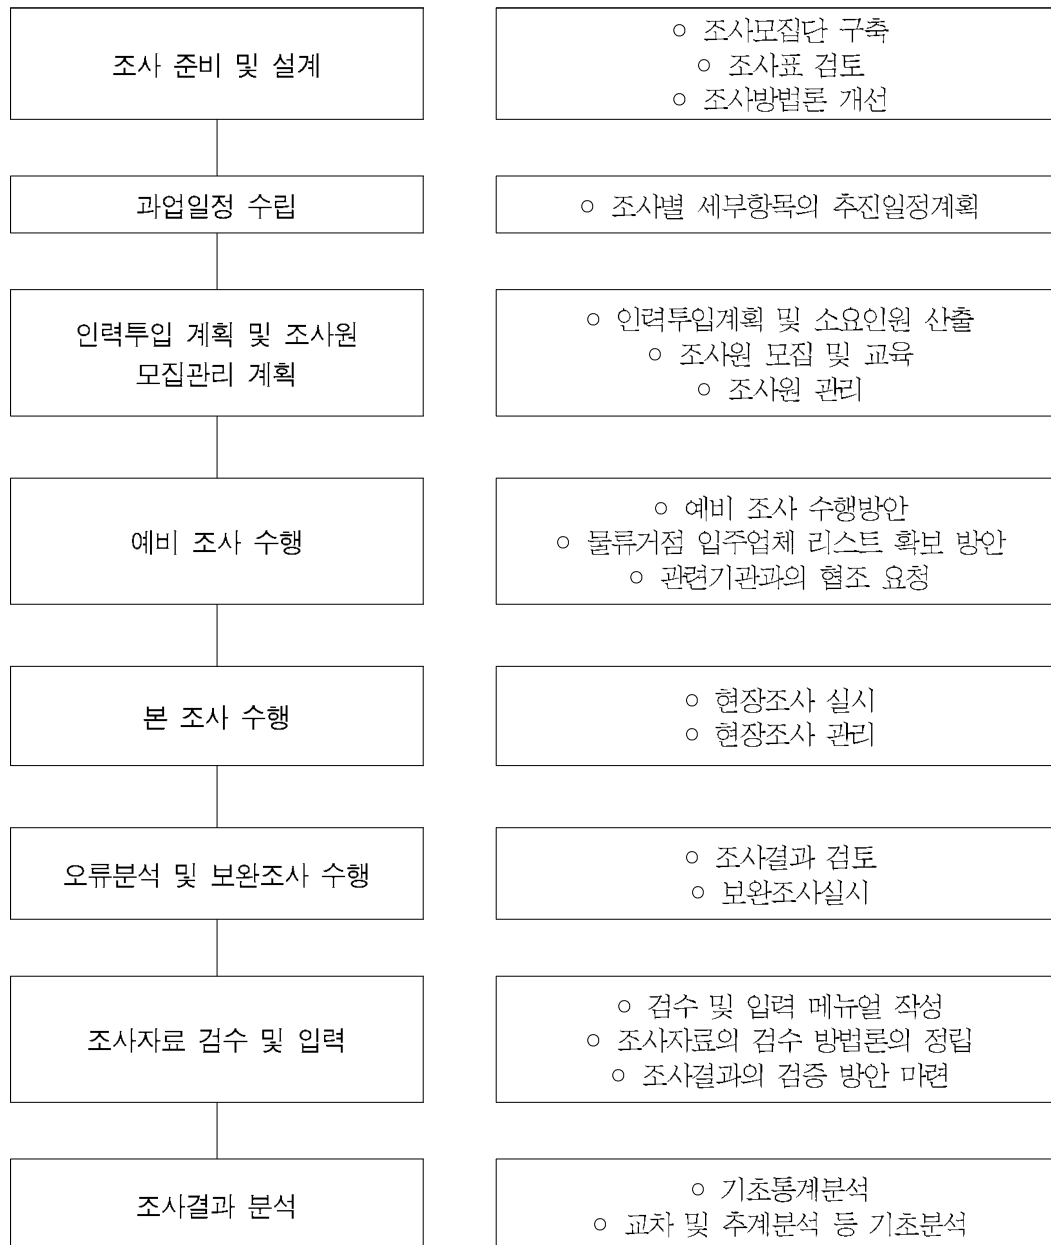 조사 준비 및 설계
○ 조사모집단 구축
○ 조사표 검토
○ 조사방법론 개선
과업일정 수립
○ 조사별 세부항목의 추진일정계획
인력투입 계획 및 조사원
모집관리 계획
○ 인력투입계획 및 소요인원 산출
○ 조사원 모집 및 교육
○ 조사원 관리
예비 조사 수행
○ 예비 조사 수행방안
○ 물류거점 입주업체 리스트 확보 방안
○ 관련기관과의 협조 요청
본 조사 수행
○ 현장조사 실시
○ 현장조사 관리
오류분석 및 보완조사 수행
○ 조사결과 검토
○ 보완조사실시
조사자료 검수 및 입력
○ 검수 및 입력 메뉴얼 작성
○ 조사자료의 검수 방법론의 정립
○ 조사결과의 검증 방안 마련
조사결과 분석
○ 기초통계분석
○ 교차 및 추계분석 등 기초분석